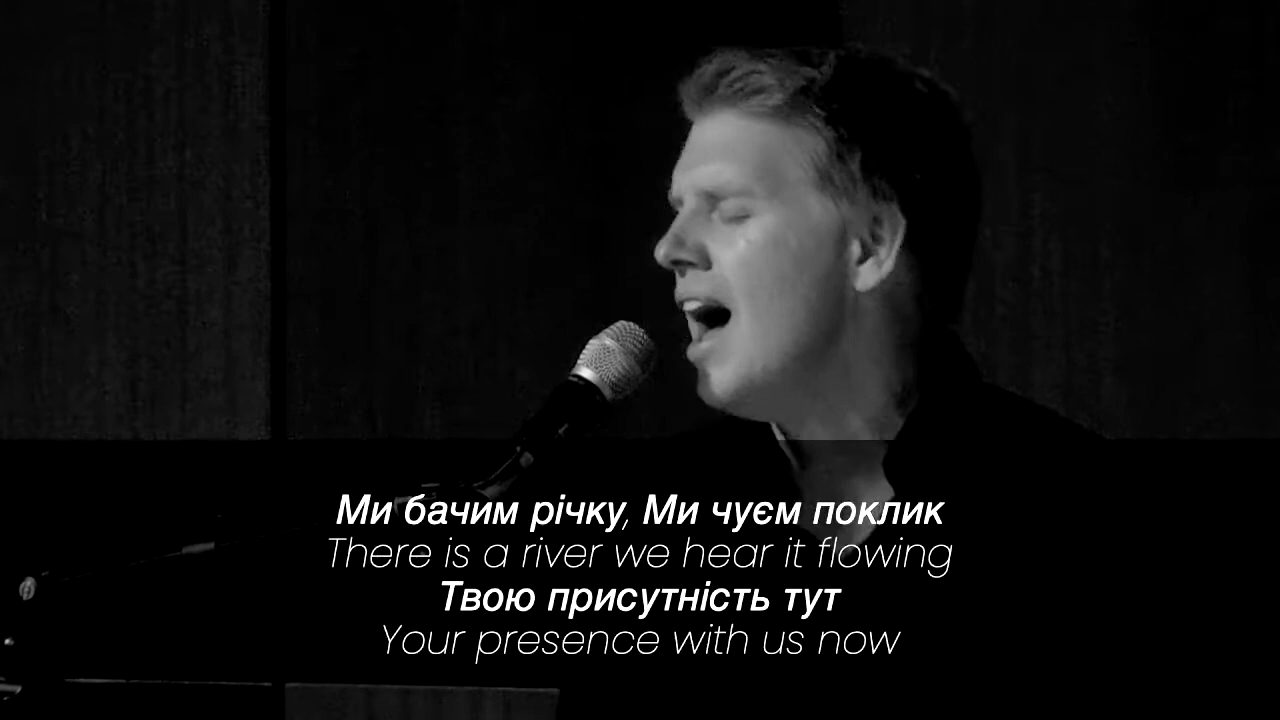 Ми бачим річку, Ми чуєм поклик
There is a river we hear it flowing
Твою присутність тут
Your presence with us now